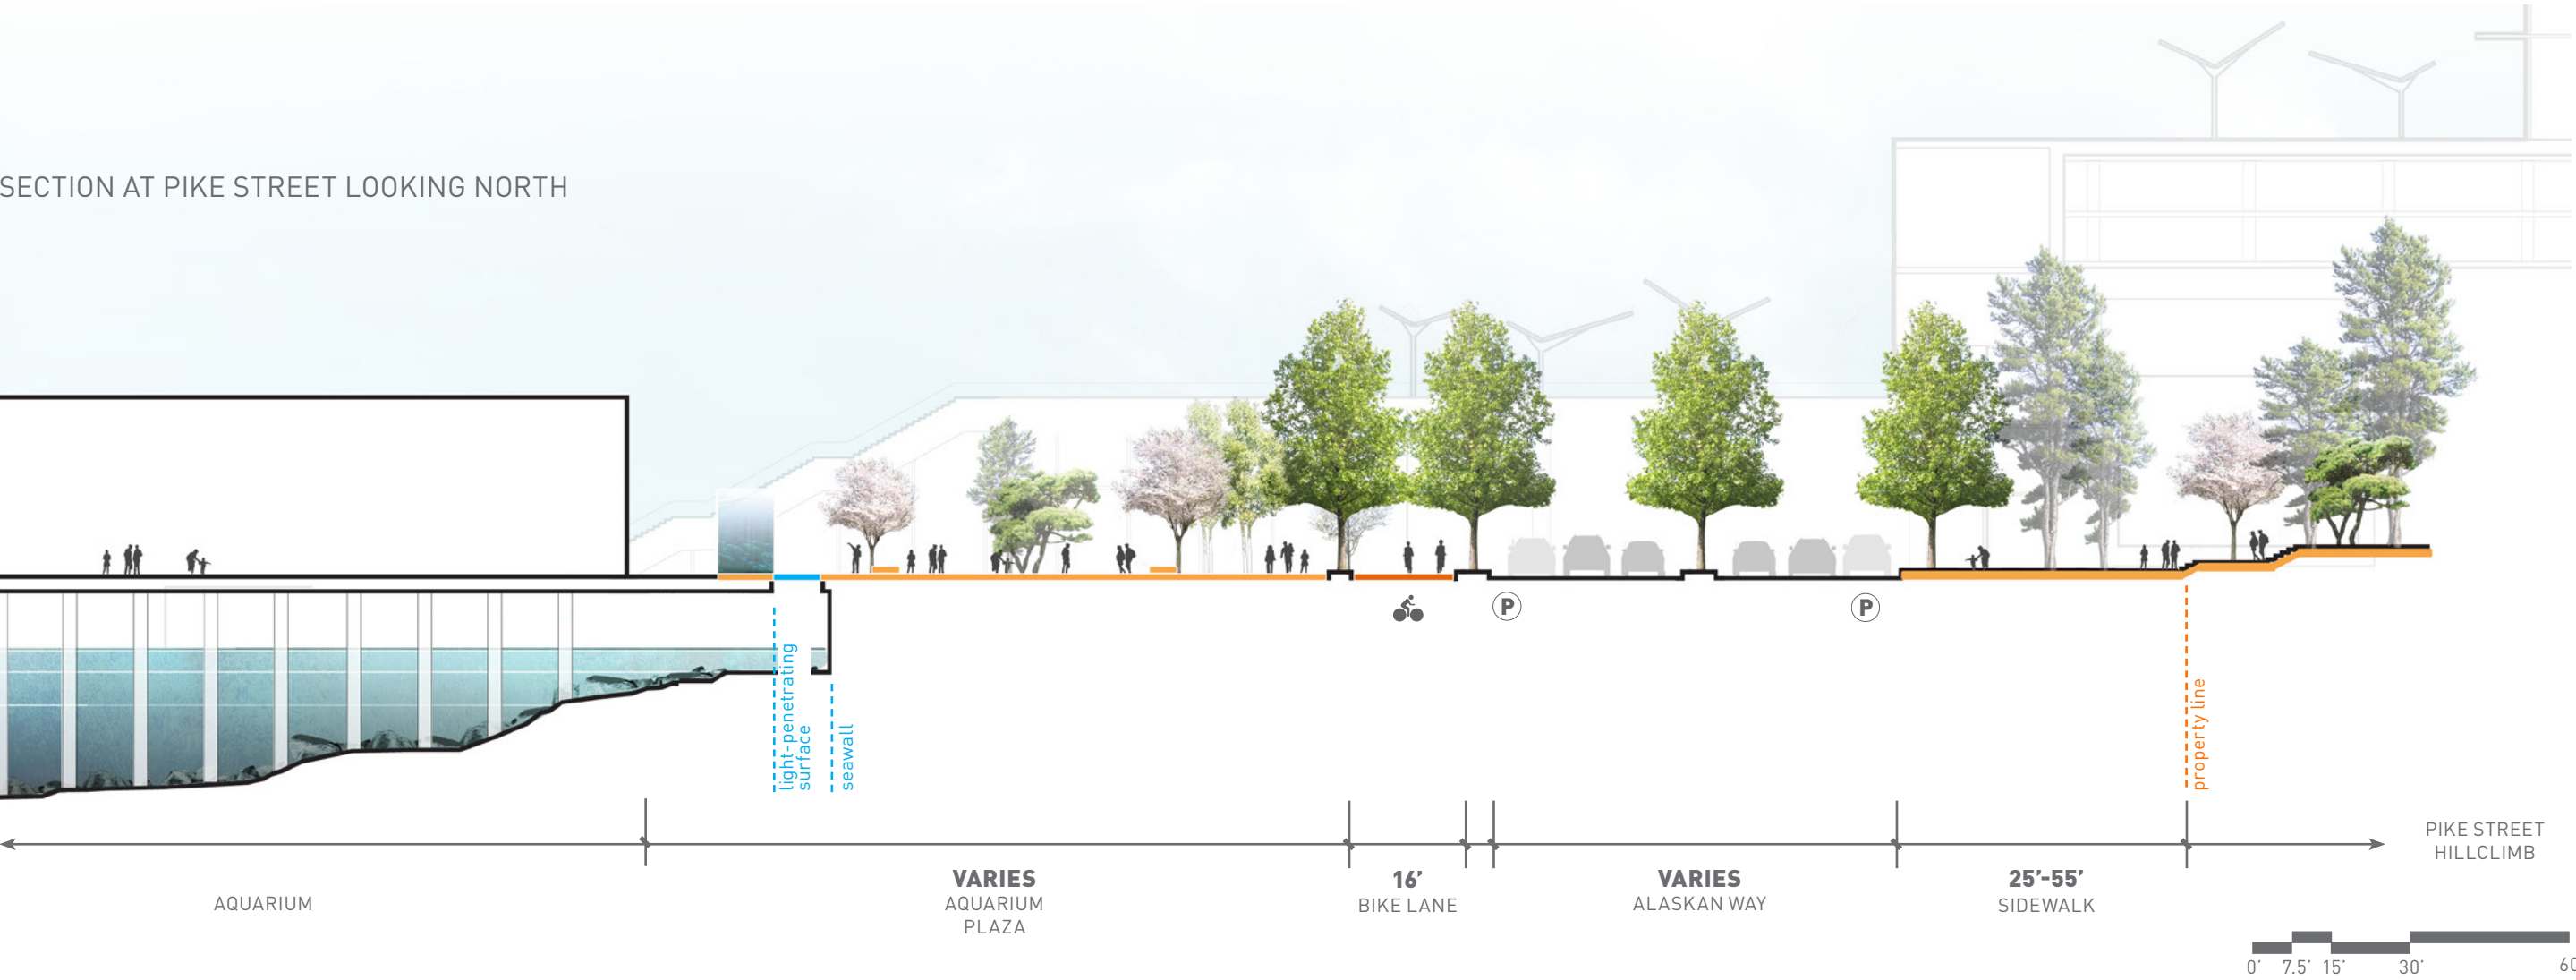 SECTION AT PIKE STREET LOOKING NORTH
P
P
light-penetrating
surface
seawall
property line
PIKE STREET
HILLCLIMB
AQUARIUM
VARIES
AQUARIUM
PLAZA
16’
BIKE LANE
VARIES
ALASKAN WAY
25’-55’
SIDEWALK
0’ 7.5’ 15’ 30’